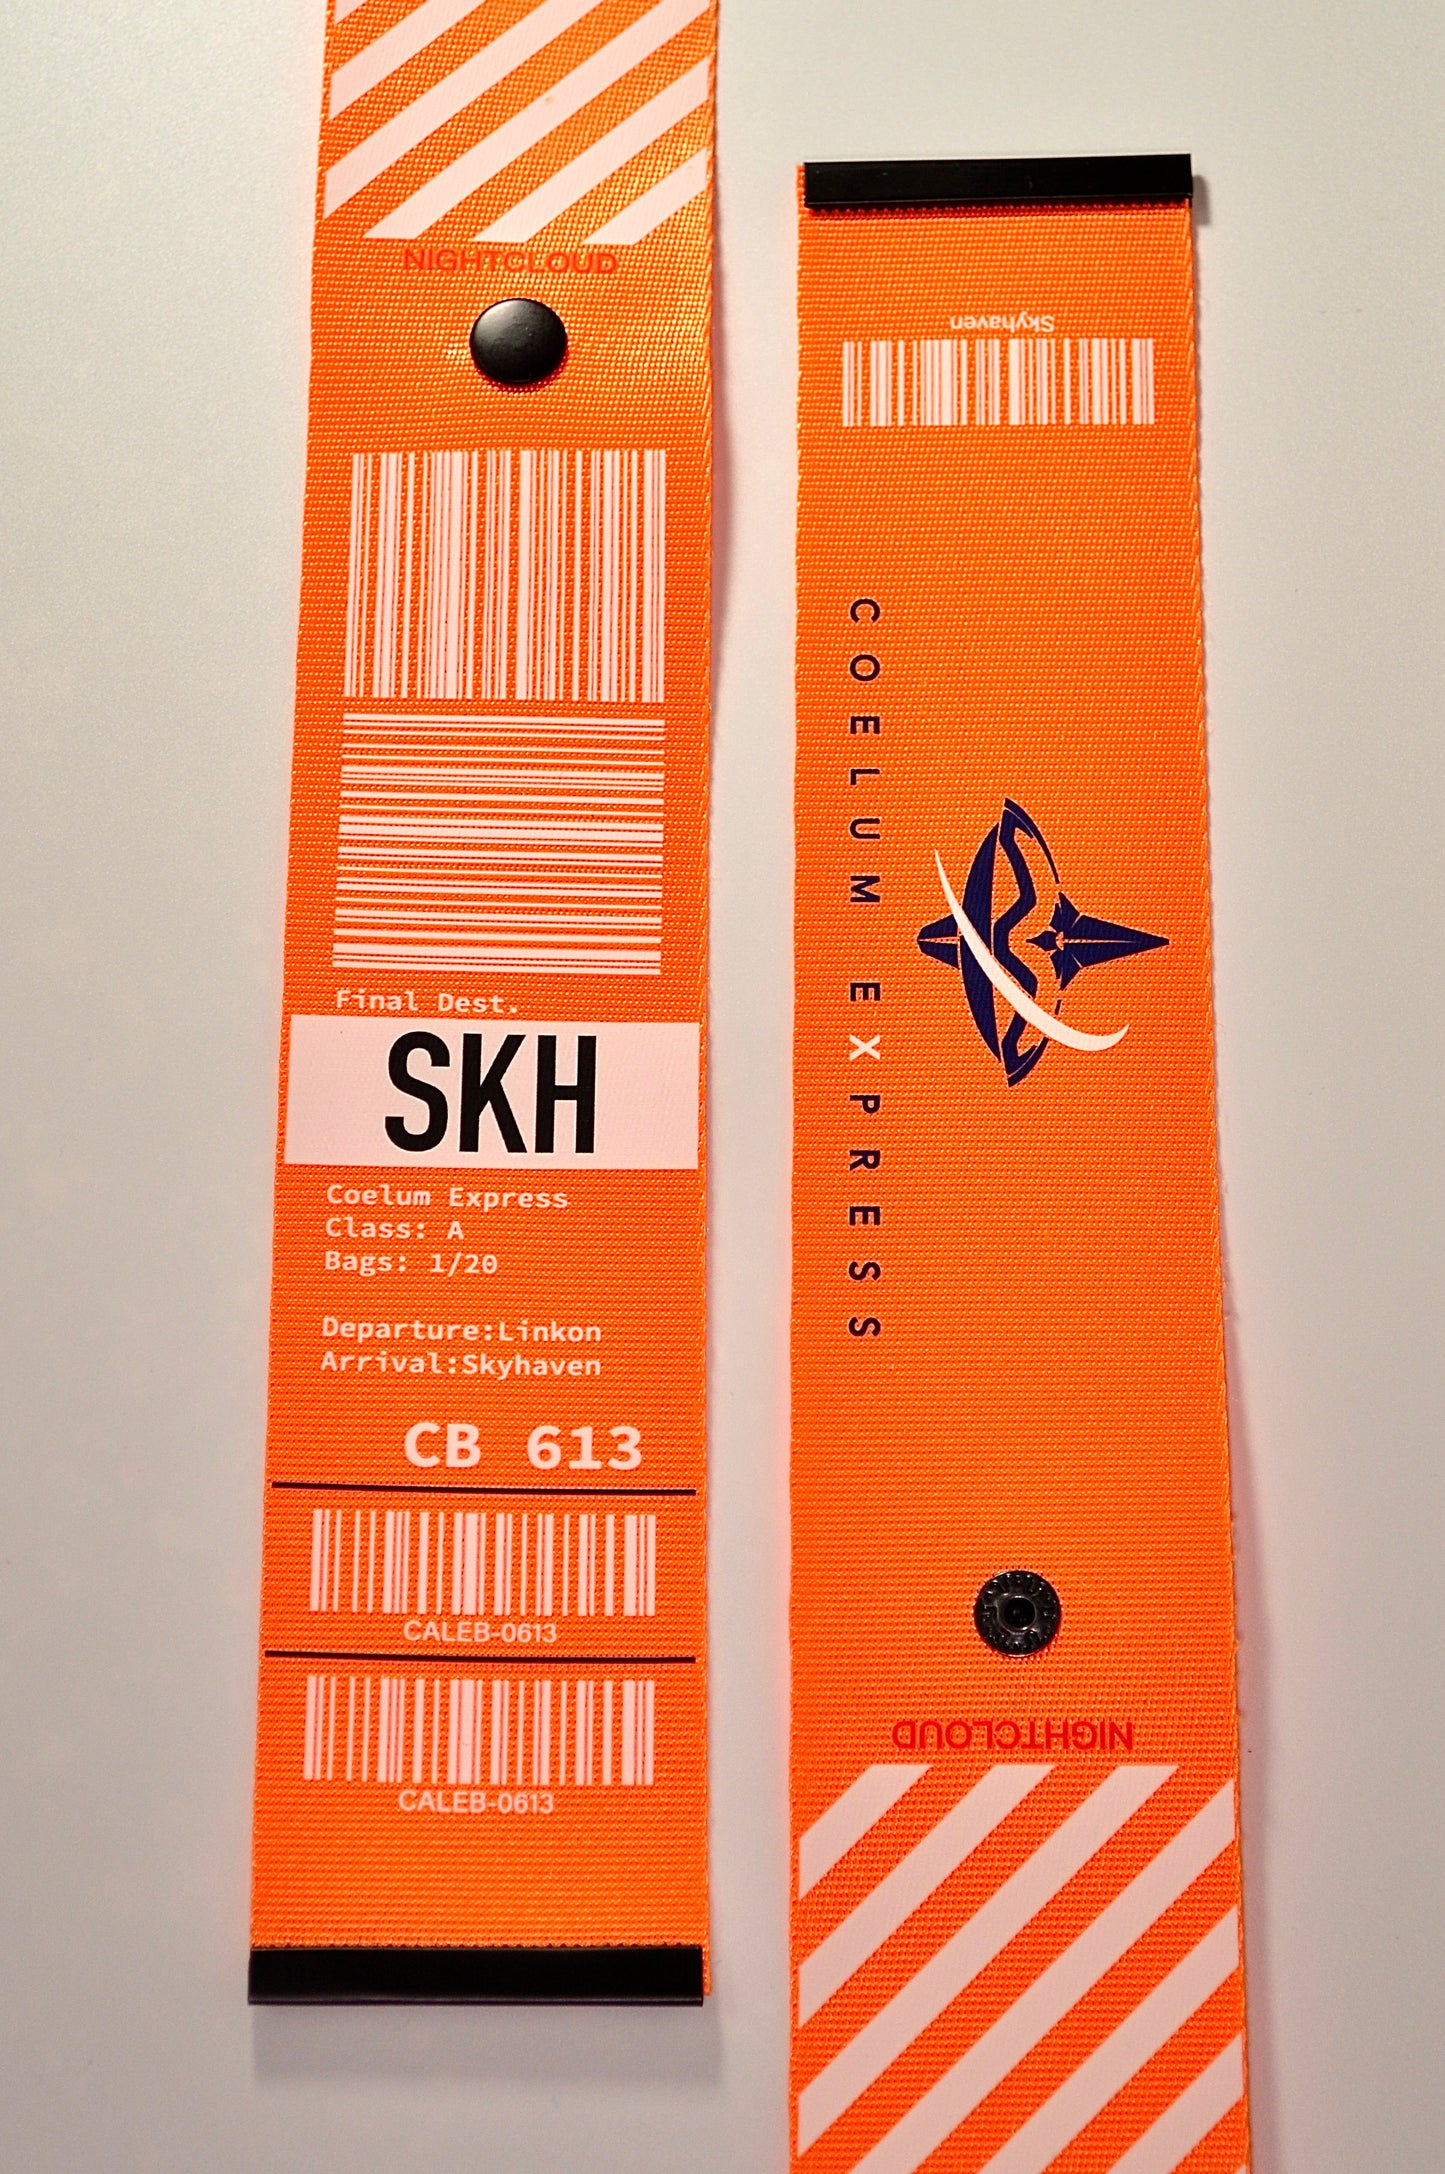 NIGHTCLOUD
Final Dest.
SKH
Coelum Express
Class: A
Bags: 1/20
Departure:Linkon
Arrival:Skyhaven
CB 613
CALEB-0613
CALEB-0613
Skyhaven
COELUM EXPRESS
NIGHTCLOUD